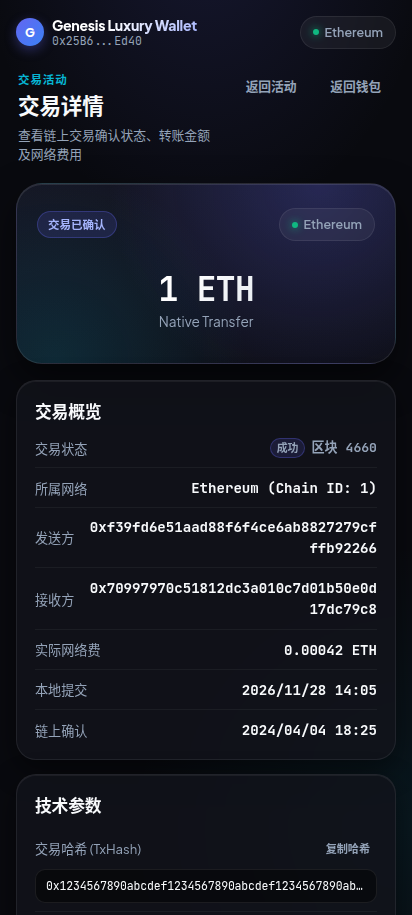 G
Genesis Luxury Wallet
0x25B6...Ed40
Ethereum
交易活动
交易详情
查看链上交易确认状态、转账金额
及网络费用
返回活动
返回钱包
交易已确认
Ethereum
1 ETH
Native Transfer
交易概览
交易状态
成功 区块 4660
所属网络
Ethereum (Chain ID: 1)
发送方
0xf39fd6e51aad88f6f4ce6ab8827279cf
ffb92266
接收方
0x70997970c51812dc3a010c7d01b50e0d
17dc79c8
实际网络费
0.00042 ETH
本地提交
2026/11/28 14:05
链上确认
2024/04/04 18:25
技术参数
交易哈希 (TxHash)
复制哈希
0x1234567890abcdef1234567890abcdef1234567890ab…